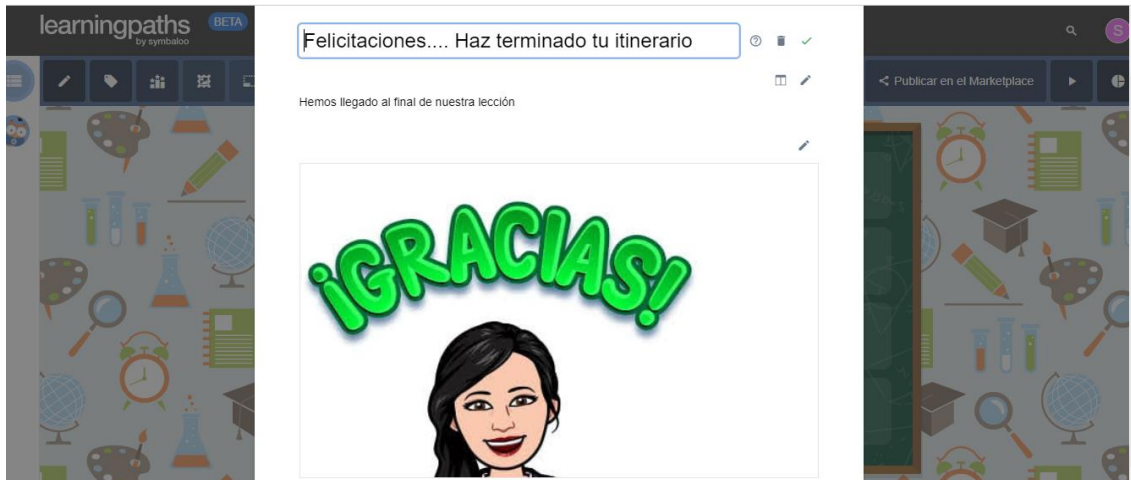 learningpaths
by symbaloo
BETA
Felicitaciones.... Haz terminado tu itinerario
Publicar en el Marketplace
S
Hemos llegado al final de nuestra lección
¡GRACIAS!